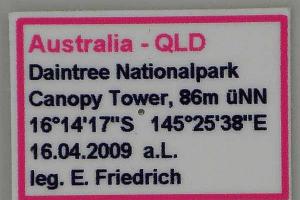 Australia - QLD
Daintree Nationalpark
Canopy Tower, 86m üNN
16°14'17"S 145°25'38"E
16.04.2009 a.L.
leg. E. Friedrich